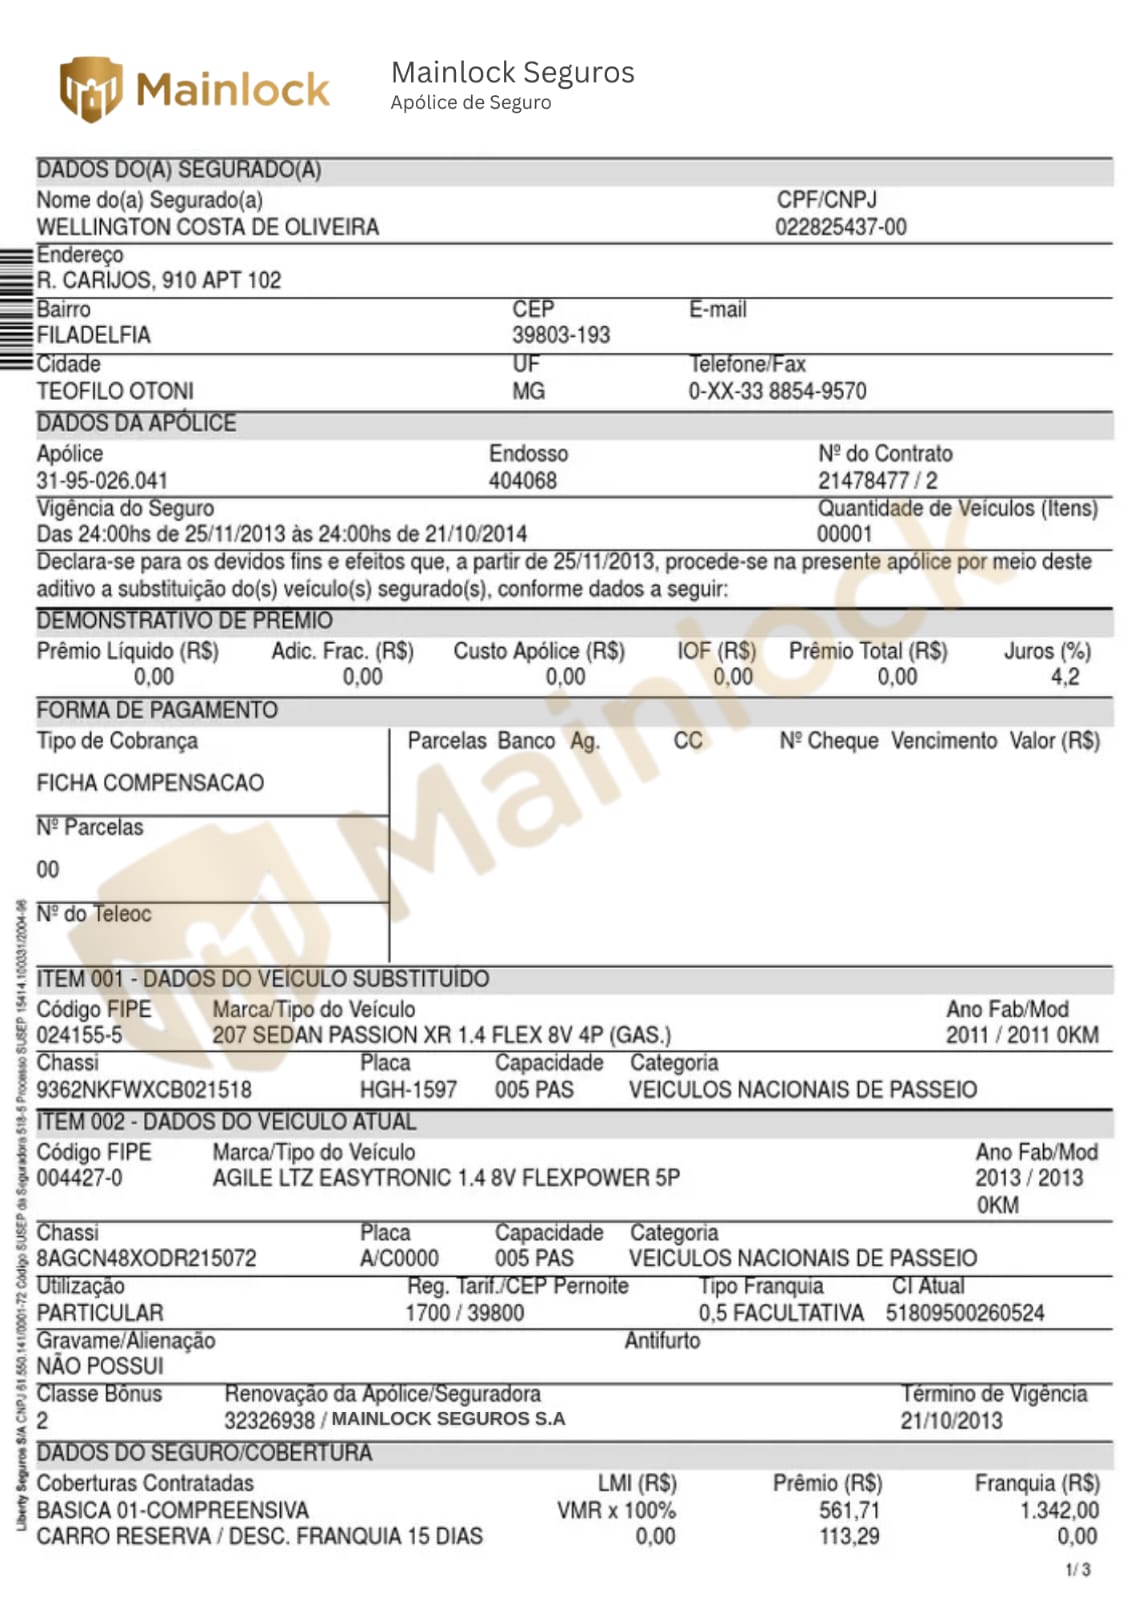 Mainlock
Mainlock Seguros
Apólice de Seguro
DADOS DO(A) SEGURADO(A)
Nome do(a) Segurado(a) CPF/CNPJ
WELLINGTON COSTA DE OLIVEIRA 022825437-00
Endereço
R. CARIJOS, 910 APT 102
Bairro CEP E-mail
FILADELFIA 39803-193
Cidade UF Telefone/Fax
TEOFILO OTONI MG 0-XX-33 8854-9570
DADOS DA APÓLICE
Apólice Endosso Nº do Contrato
31-95-026.041 404068 21478477 / 2
Vigência do Seguro Quantidade de Veículos (Itens)
Das 24:00hs de 25/11/2013 às 24:00hs de 21/10/2014 00001
Declara-se para os devidos fins e efeitos que, a partir de 25/11/2013, procede-se na presente apólice por meio deste
aditivo a substituição do(s) veículo(s) segurado(s), conforme dados a seguir:
DEMONSTRATIVO DE PRÊMIO
Prêmio Líquido (R$) Adic. Frac. (R$) Custo Apólice (R$) IOF (R$) Prêmio Total (R$) Juros (%)
0,00 0,00 0,00 0,00 0,00 4,2
FORMA DE PAGAMENTO
Tipo de Cobrança Parcelas Banco Ag. CC Nº Cheque Vencimento Valor (R$)
FICHA COMPENSACAO
Nº Parcelas
00
Nº do Teleoc
Mainlock
ITEM 001 - DADOS DO VEÍCULO SUBSTITUÍDO
Código FIPE Marca/Tipo do Veículo Ano Fab/Mod
024155-5 207 SEDAN PASSION XR 1.4 FLEX 8V 4P (GAS.) 2011 / 2011 0KM
Chassi Placa Capacidade Categoria
9362NKFWXCB021518 HGH-1597 005 PAS VEICULOS NACIONAIS DE PASSEIO
ITEM 002 - DADOS DO VEICULO ATUAL
Código FIPE Marca/Tipo do Veículo Ano Fab/Mod
004427-0 AGILE LTZ EASYTRONIC 1.4 8V FLEXPOWER 5P 2013 / 2013
0KM
Chassi Placa Capacidade Categoria
8AGCN48XODR215072 A/C0000 005 PAS VEICULOS NACIONAIS DE PASSEIO
Utilização Reg. Tarif./CEP Pernoite Tipo Franquia CI Atual
PARTICULAR 1700 / 39800 0,5 FACULTATIVA 51809500260524
Gravame/Alienação Antifurto
NÃO POSSUI
Classe Bônus Renovação da Apólice/Seguradora Término de Vigência
2 32326938 / MAINLOCK SEGUROS S.A 21/10/2013
DADOS DO SEGURO/COBERTURA
Coberturas Contratadas LMI (R$) Prêmio (R$) Franquia (R$)
BASICA 01-COMPREENSIVA VMR x 100% 561,71 1.342,00
CARRO RESERVA / DESC. FRANQUIA 15 DIAS 0,00 113,29 0,00
1/ 3
Liberty Seguros S/A CNPJ 61.550.141/0001-72 Código SUSEP da Seguradora 518-5 Processo SUSEP 15414.100331/2004-96